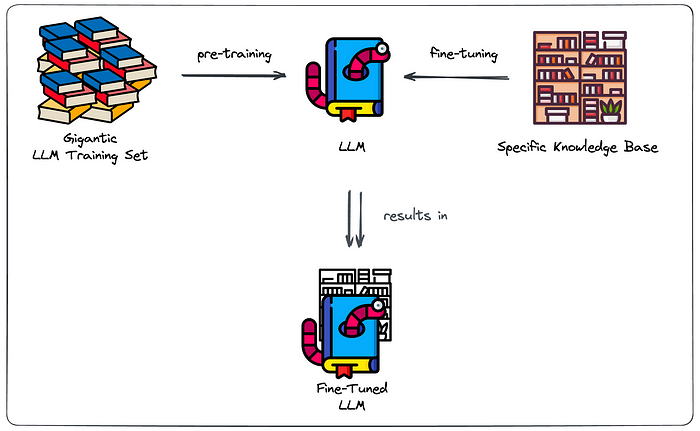 pre-training
fine-tuning
Gigantic
LLM Training Set
LLM
Specific Knowledge Base
results in
Fine-Tuned
LLM